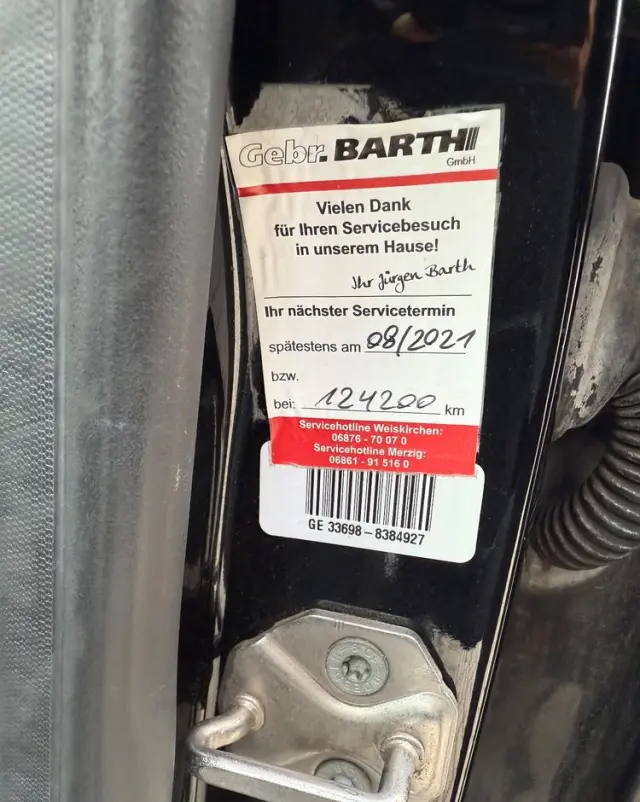 Gebr. BARTH
GmbH
Vielen Dank
für Ihren Servicebesuch
in unserem Hause!
Ihr Jürgen Barth
Ihr nächster Servicetermin
spätestens am 08/2021
bzw.
bei: 124200 km
Servicehotline Weiskirchen:
06876 - 70 07 0
Servicehotline Merzig:
06861 - 91 516 0
GE 33698 - 8384927